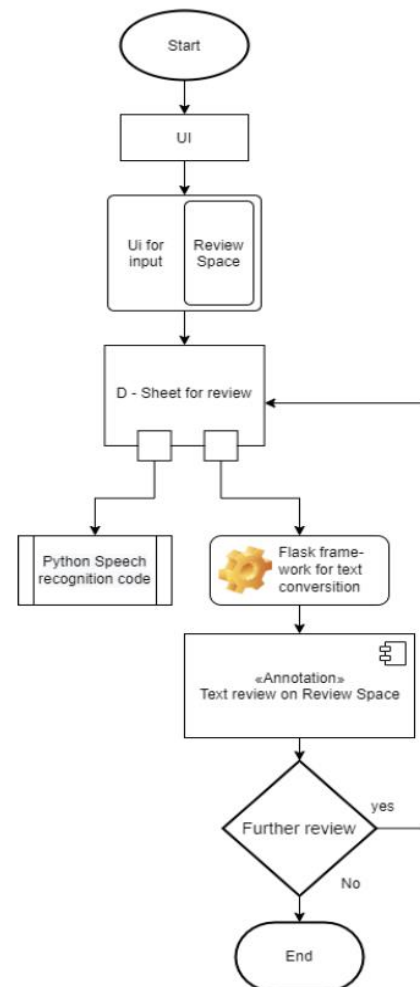 Start
UI
Ui for
input
Review
Space
D - Sheet for review
Python Speech
recognition code
Flask frame-
work for text
conversition
«Annotation»
Text review on Review Space
Further review
yes
No
End